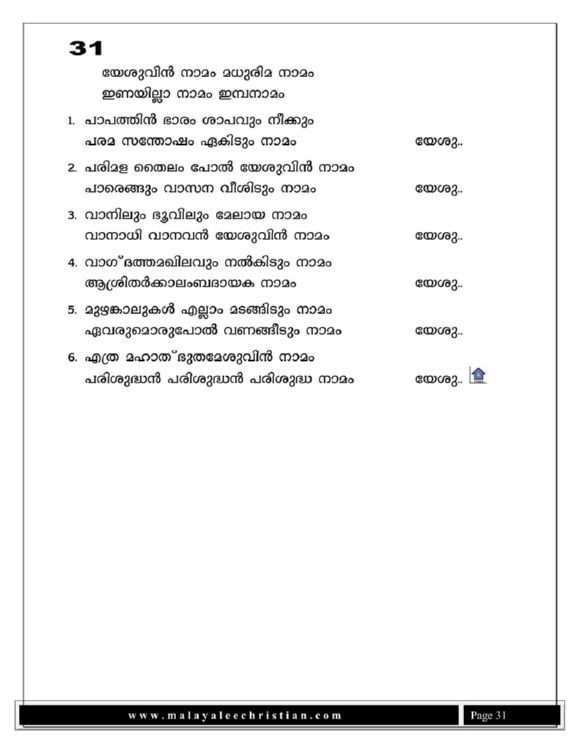 31
യേശുവിൻ നാമം മധുരിമ നാമം
ഇണയില്ലാ നാമം ഇമ്പനാമം
1. പാപത്തിൻ ഭാരം ശാപവും നീക്കും
പരമ സന്തോഷം ഏകിടും നാമം യേശു..
2. പരിമള തൈലം പോൽ യേശുവിൻ നാമം
പാരെങ്ങും വാസന വീശിടും നാമം യേശു..
3. വാനിലും ഭൂവിലും മേലായ നാമം
വാനാധി വാനവൻ യേശുവിൻ നാമം യേശു..
4. വാഗ്ദത്തമഖിലവും നൽകിടും നാമം
ആശ്രിതർക്കാലംബദായക നാമം യേശു..
5. മുഴങ്കാലുകൾ എല്ലാം മടങ്ങിടും നാമം
ഏവരുമൊരുപോൽ വണങ്ങീടും നാമം യേശു..
6. എത്ര മഹാത്ഭുതമേശുവിൻ നാമം
പരിശുദ്ധൻ പരിശുദ്ധൻ പരിശുദ്ധ നാമം യേശു..
www.malayaleechristian.com Page 31